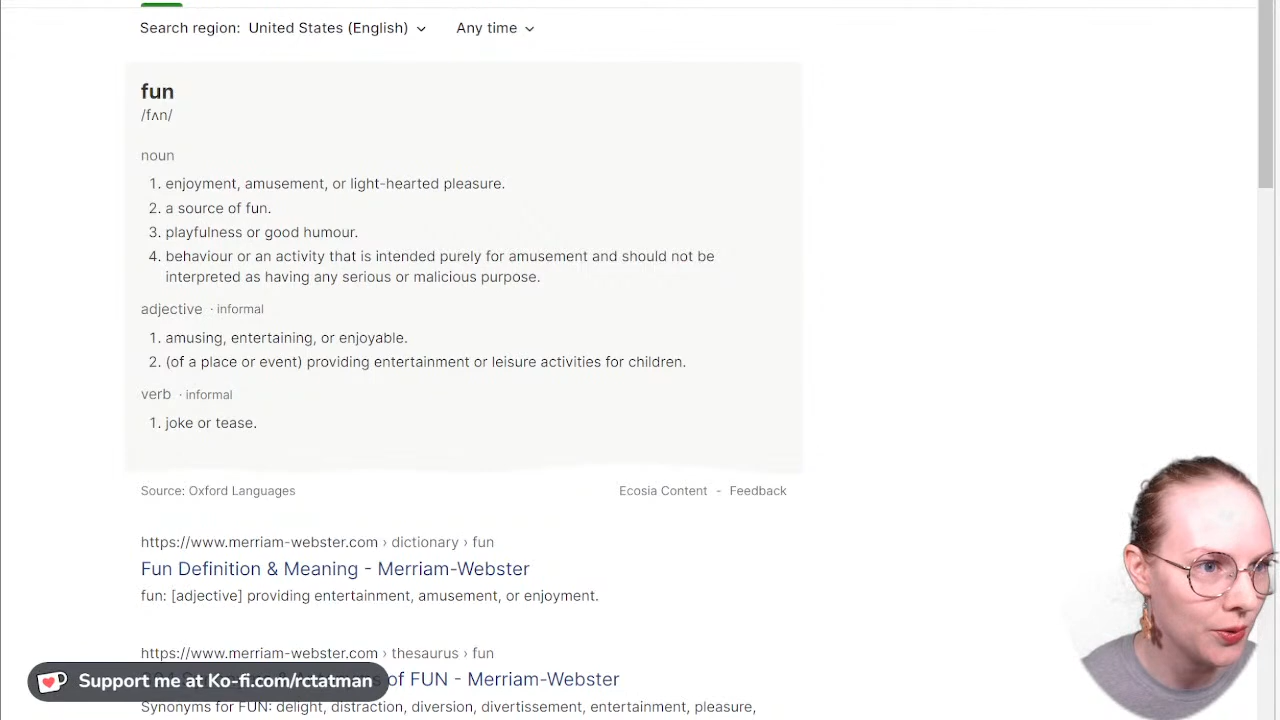 Search region: United States (English) Any time
fun
/fʌn/
noun
1. enjoyment, amusement, or light-hearted pleasure.
2. a source of fun.
3. playfulness or good humour.
4. behaviour or an activity that is intended purely for amusement and should not be
interpreted as having any serious or malicious purpose.
adjective · informal
1. amusing, entertaining, or enjoyable.
2. (of a place or event) providing entertainment or leisure activities for children.
verb · informal
1. joke or tease.
Source: Oxford Languages Ecosia Content - Feedback
https://www.merriam-webster.com › dictionary › fun
Fun Definition & Meaning - Merriam-Webster
fun: [adjective] providing entertainment, amusement, or enjoyment.
https://www.merriam-webster.com › thesaurus › fun
of FUN - Merriam-Webster
Support me at Ko-fi.com/rctatman
Synonyms for FUN: delight, distraction, diversion, divertissement, entertainment, pleasure,